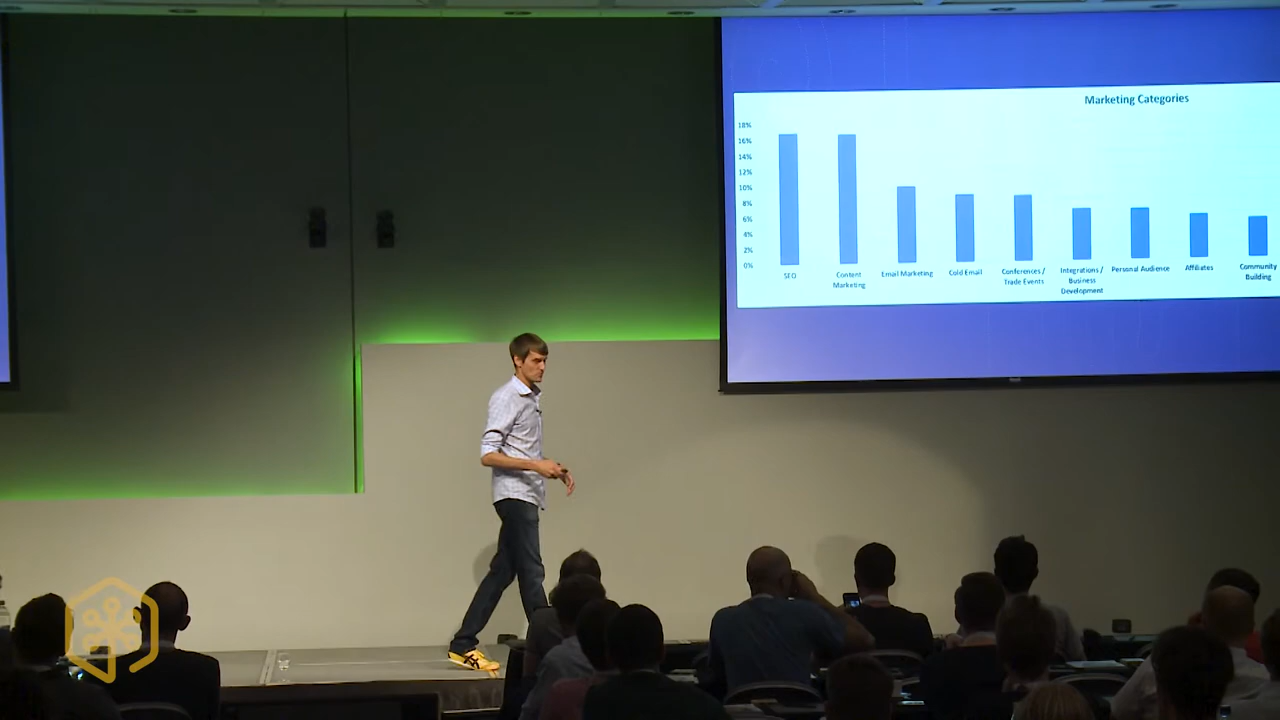 Marketing Categories
18%
16%
14%
12%
10%
8%
6%
4%
2%
0%
SEO
Content
Marketing
Email Marketing
Cold Email
Conferences /
Trade Events
Integrations /
Business
Development
Personal Audience
Affiliates
Community
Building